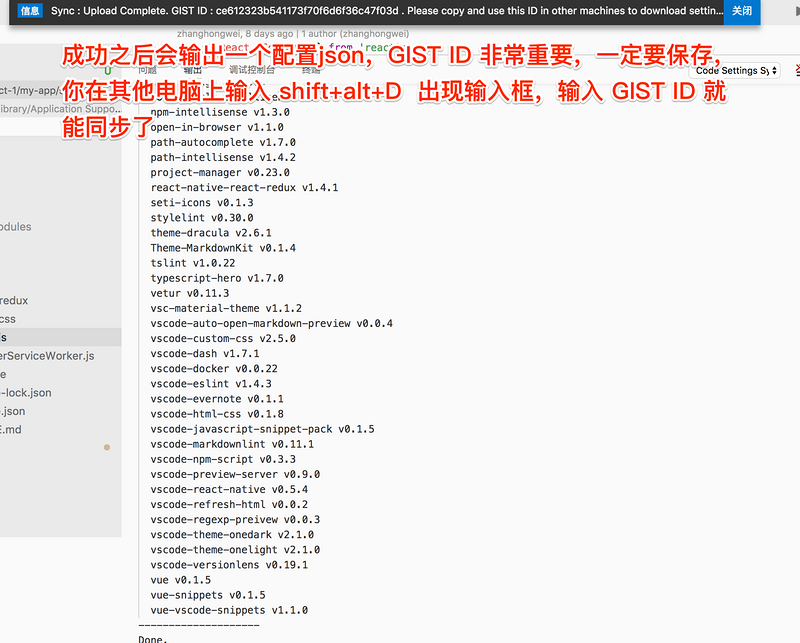 信息 Sync : Upload Complete. GIST ID : ce612323b541173f70f6d6f36c47f03d . Please copy and use this ID in other machines to download settin... 关闭
zhanghongwei, 8 days ago | 1 author (zhanghongwei)
成功之后会输出一个配置json，GIST ID 非常重要，一定要保存，
你在其他电脑上输入 shift+alt+D 出现输入框，输入 GIST ID 就
能同步了
U
问题 输出 调试控制台 终端
Code Settings Sy
ct-1/my-app/
ibrary/Application Suppo...
npm-intellisense v1.3.0
open-in-browser v1.1.0
path-autocomplete v1.7.0
path-intellisense v1.4.2
project-manager v0.23.0
react-native-react-redux v1.4.1
seti-icons v0.1.3
stylelint v0.30.0
theme-dracula v2.6.1
Theme-MarkdownKit v0.1.4
tslint v1.0.22
typescript-hero v1.7.0
vetur v0.11.3
vsc-material-theme v1.1.2
vscode-auto-open-markdown-preview v0.0.4
vscode-custom-css v2.5.0
vscode-dash v1.7.1
vscode-docker v0.0.22
vscode-eslint v1.4.3
vscode-evernote v0.1.1
vscode-html-css v0.1.8
vscode-javascript-snippet-pack v0.1.5
vscode-markdownlint v0.11.1
vscode-npm-script v0.3.3
vscode-preview-server v0.9.0
vscode-react-native v0.5.4
vscode-refresh-html v0.0.2
vscode-regexp-preivew v0.0.3
vscode-theme-onedark v2.1.0
vscode-theme-onelight v2.1.0
vscode-versionlens v0.19.1
vue v0.1.5
vue-snippets v0.1.5
vue-vscode-snippets v1.1.0
--------------------
Done.
odules
redux
css
s
erServiceWorker.js
e
-lock.json
.json
E.md